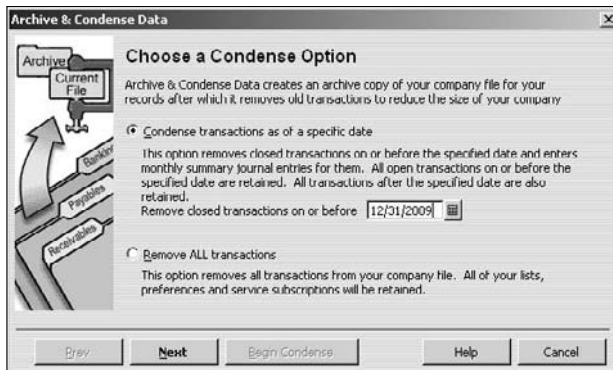 Archive & Condense Data
Archive
Current
File
Banking
Payables
Receivables
Choose a Condense Option
Archive & Condense Data creates an archive copy of your company file for your
records after which it removes old transactions to reduce the size of your company
Condense transactions as of a specific date
This option removes closed transactions on or before the specified date and enters
monthly summary journal entries for them. All open transactions on or before the
specified date are retained. All transactions after the specified date are also
retained.
Remove closed transactions on or before 12/31/2009
Remove ALL transactions
This option removes all transactions from your company file. All of your lists,
preferences and service subscriptions will be retained.
Prev Next Begin Condense Help Cancel